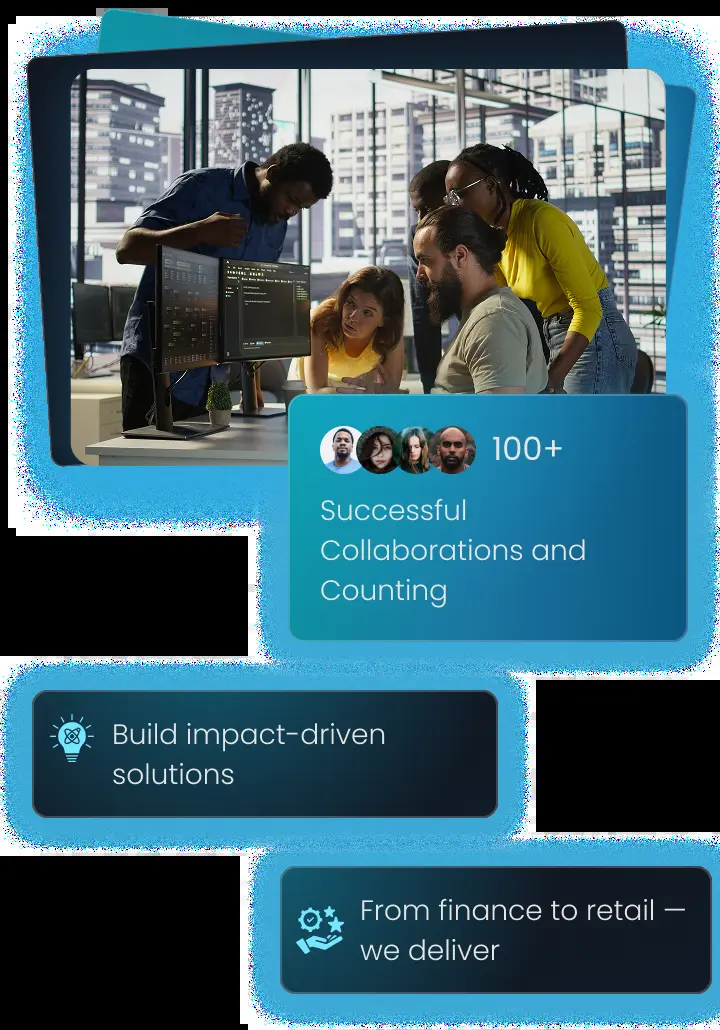 100+
Successful
Collaborations and
Counting
Build impact-driven
solutions
From finance to retail —
we deliver